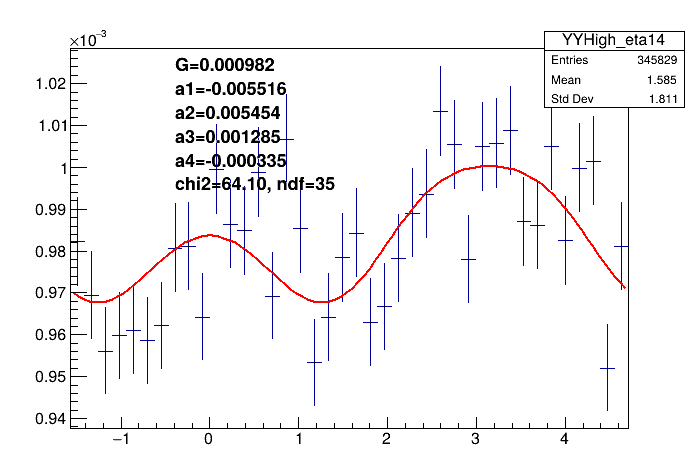 ×10⁻³
YYHigh_eta14
Entries 345829
Mean 1.585
Std Dev 1.811
G=0.000982
a1=-0.005516
a2=0.005454
a3=0.001285
a4=-0.000335
chi2=64.10, ndf=35
1.02
1.01
1
0.99
0.98
0.97
0.96
0.95
0.94
−1 0 1 2 3 4